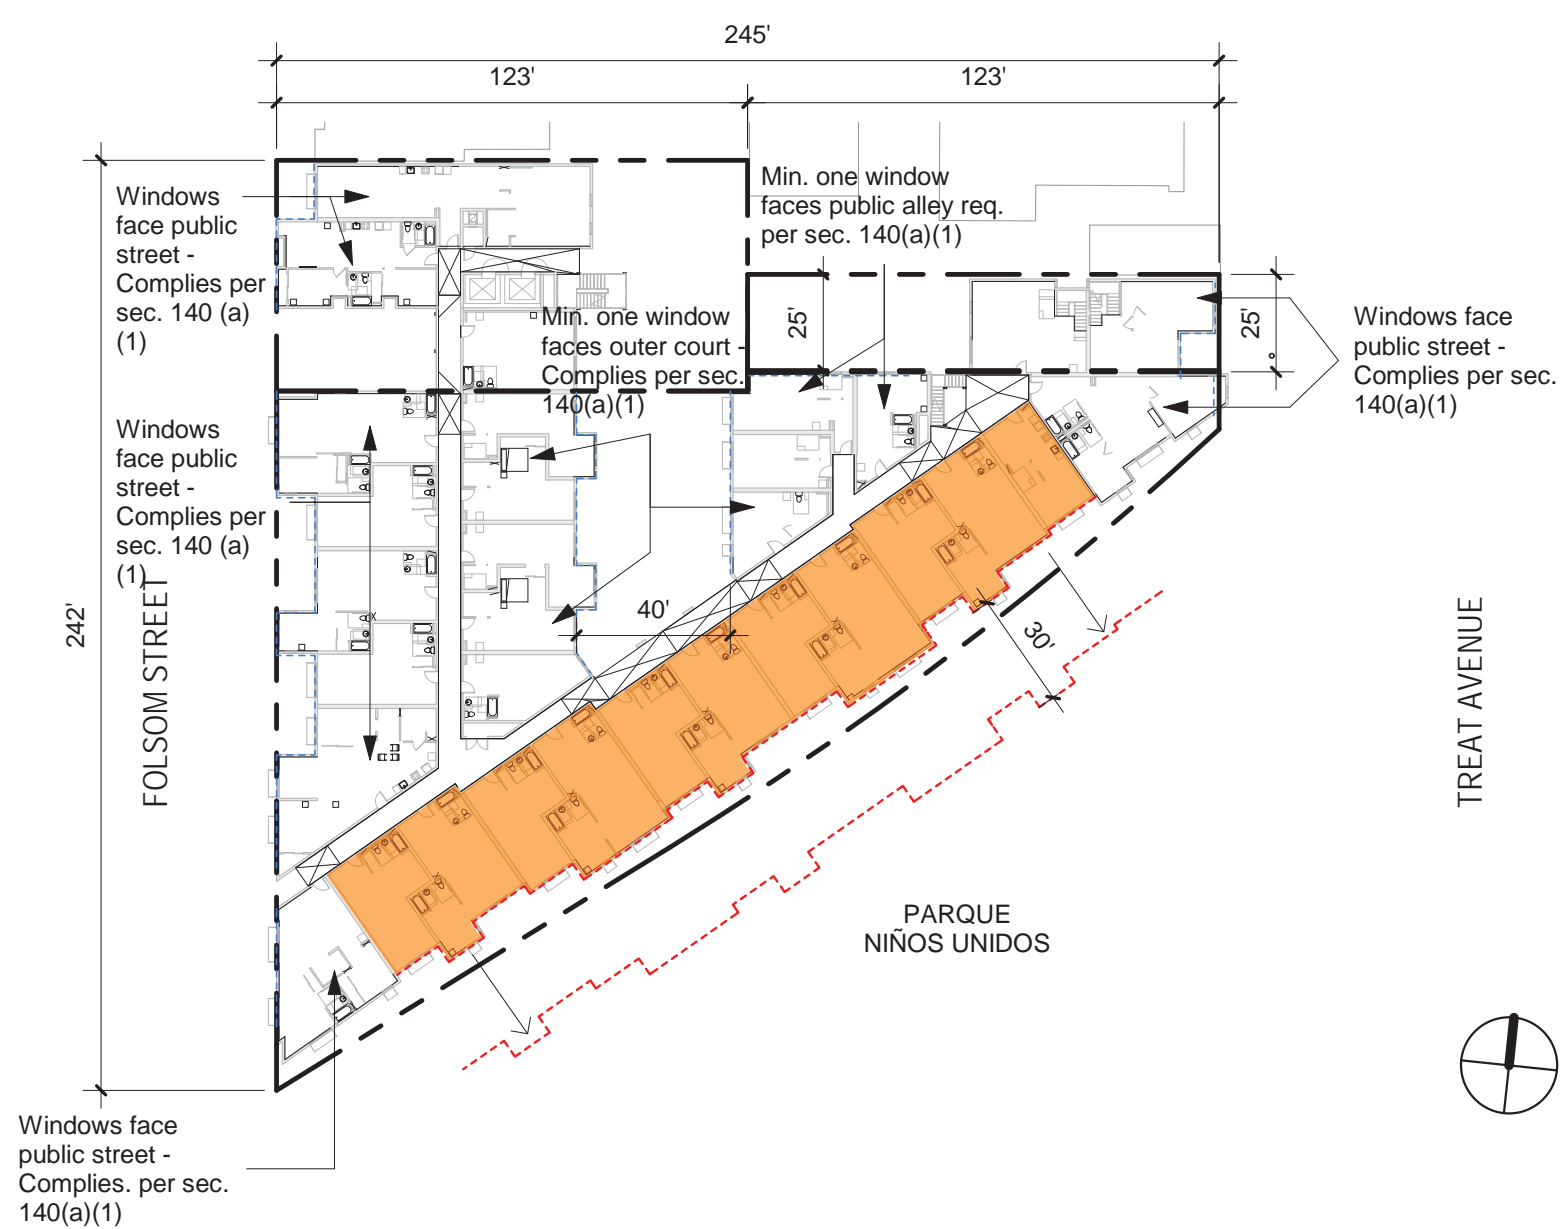 245'
123'
123'
Windows
face public
street -
Complies per
sec. 140 (a)
(1)
Min. one window
faces public alley req.
per sec. 140(a)(1)
25'
25'
Min. one window
faces outer court -
Complies per sec.
140(a)(1)
Windows face
public street -
Complies per sec.
140(a)(1)
Windows
face public
street -
Complies per
sec. 140 (a)
(1)
242'
FOLSOM STREET
40'
30'
TREAT AVENUE
PARQUE
NIÑOS UNIDOS
Windows face
public street -
Complies. per sec.
140(a)(1)